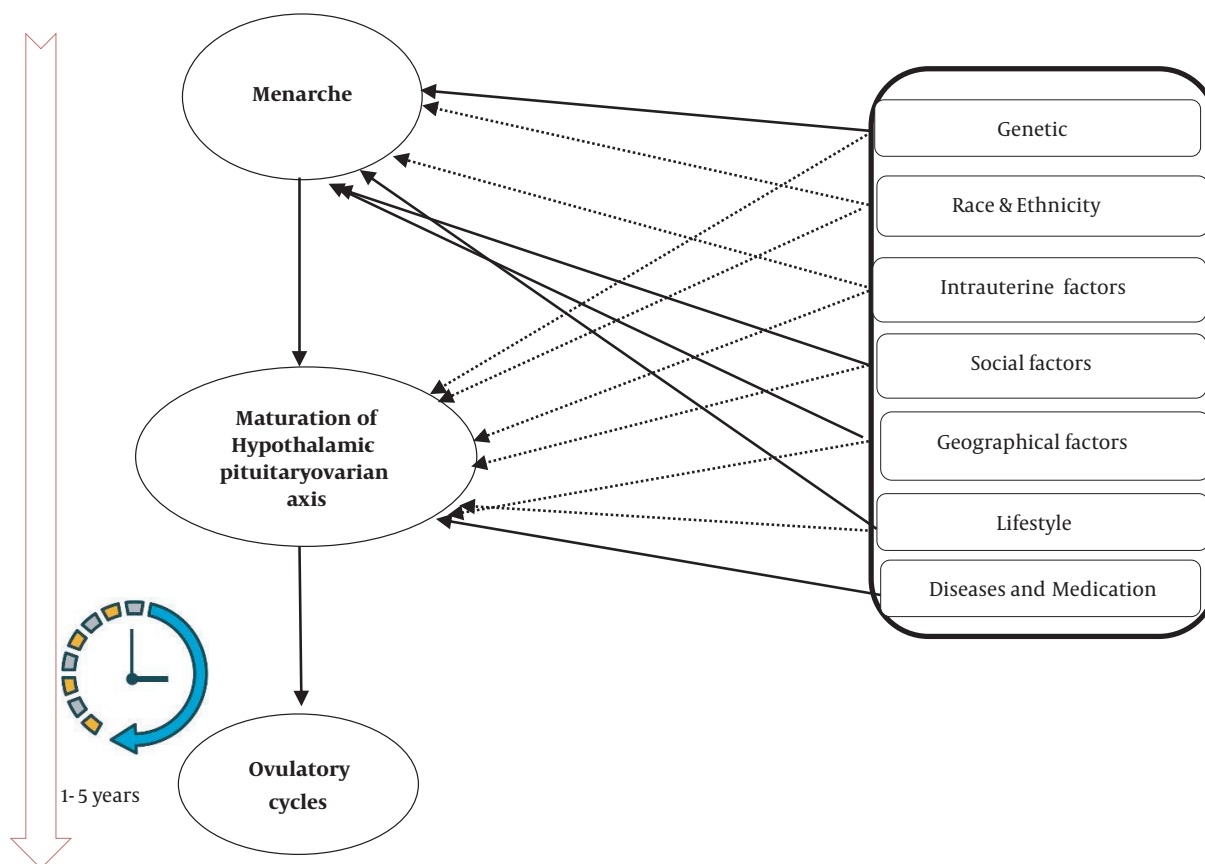 Menarche
Maturation of
Hypothalamic
pituitaryovarian
axis
Ovulatory
cycles
1-5 years
Genetic
Race & Ethnicity
Intrauterine factors
Social factors
Geographical factors
Lifestyle
Diseases and Medication